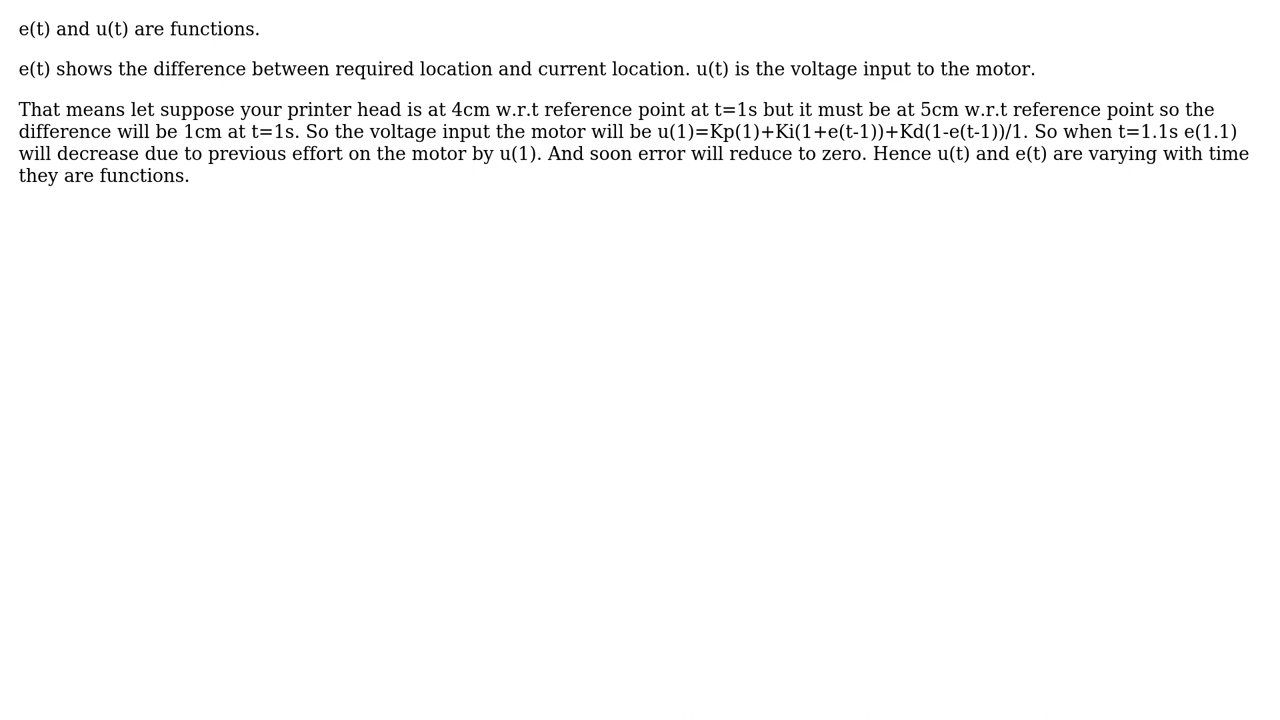 e(t) and u(t) are functions.
e(t) shows the difference between required location and current location. u(t) is the voltage input to the motor.
That means let suppose your printer head is at 4cm w.r.t reference point at t=1s but it must be at 5cm w.r.t reference point so the
difference will be 1cm at t=1s. So the voltage input the motor will be u(1)=Kp(1)+Ki(1+e(t-1))+Kd(1-e(t-1))/1. So when t=1.1s e(1.1)
will decrease due to previous effort on the motor by u(1). And soon error will reduce to zero. Hence u(t) and e(t) are varying with time
they are functions.